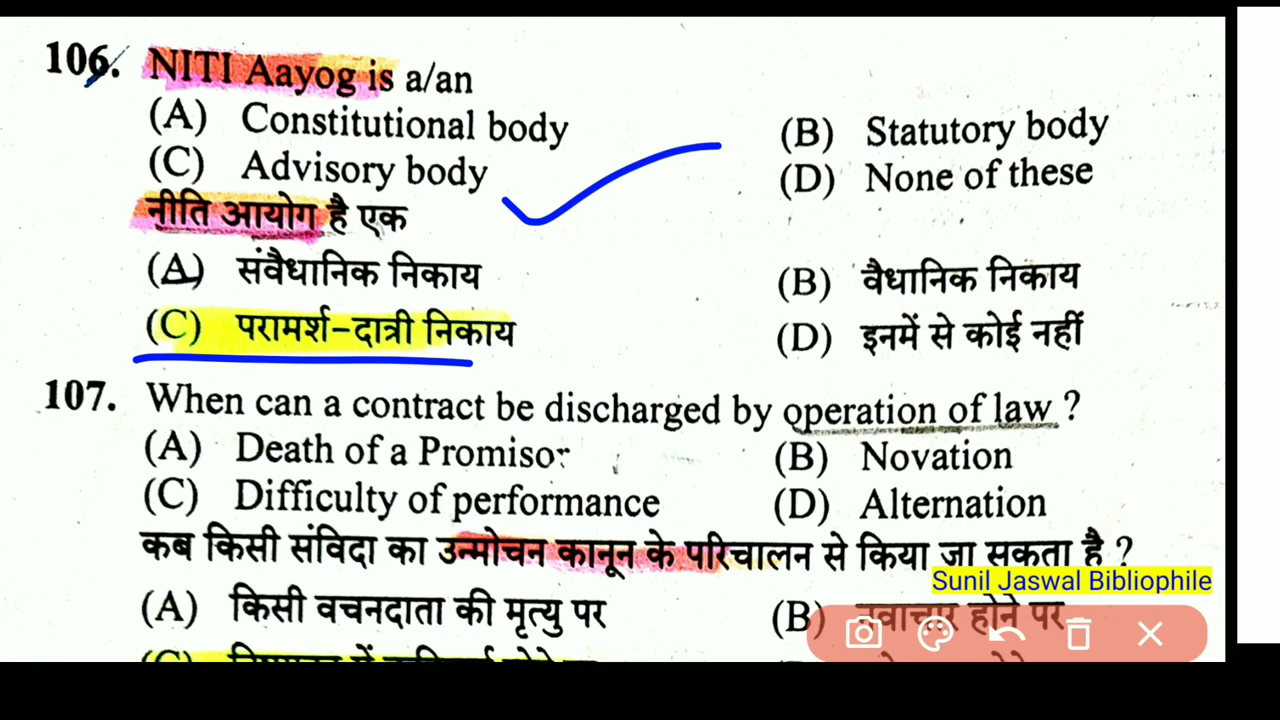 106. NITI Aayog is a/an
(A) Constitutional body (B) Statutory body
(C) Advisory body (D) None of these
नीति आयोग है एक
(A) संवैधानिक निकाय (B) वैधानिक निकाय
(C) परामर्श-दात्री निकाय (D) इनमें से कोई नहीं
107. When can a contract be discharged by operation of law ?
(A) Death of a Promisor (B) Novation
(C) Difficulty of performance (D) Alternation
कब किसी संविदा का उन्मोचन कानून के परिचालन से किया जा सकता है ?
Sunil Jaswal Bibliophile
(A) किसी वचनदाता की मृत्यु पर (B) होने पर
(C)